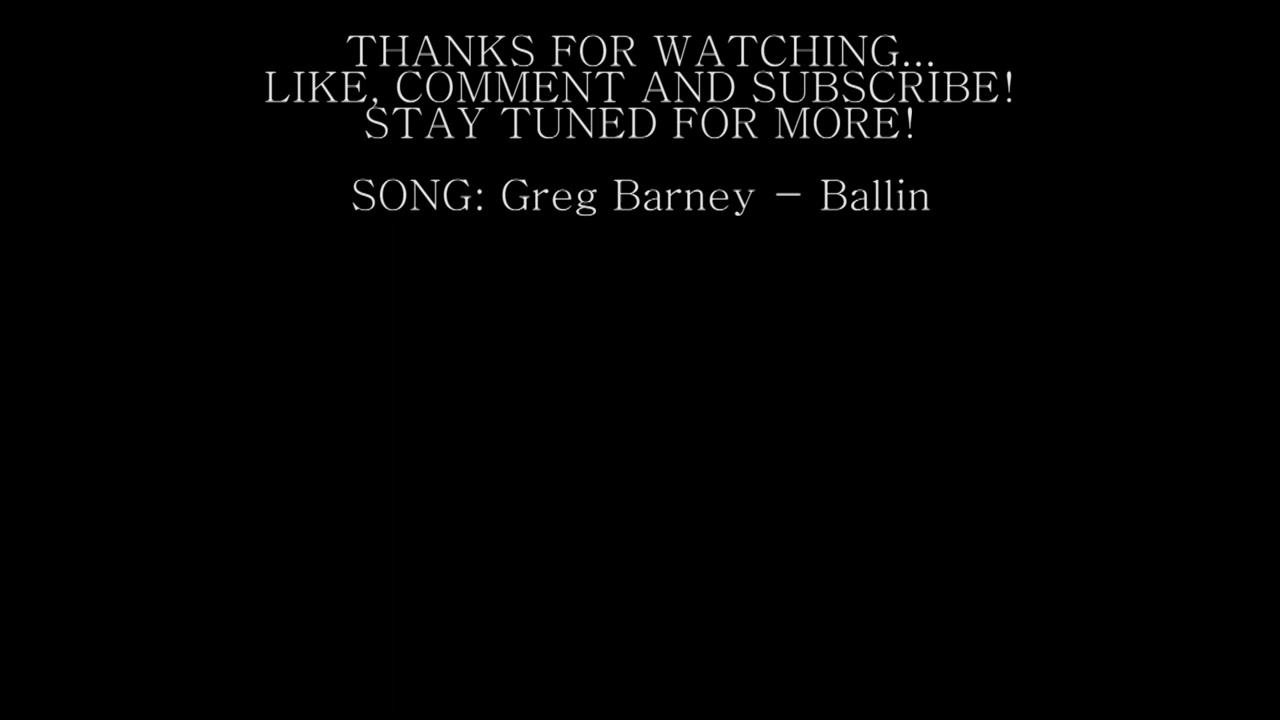 THANKS FOR WATCHING...
LIKE, COMMENT AND SUBSCRIBE!
STAY TUNED FOR MORE!
SONG: Greg Barney - Ballin